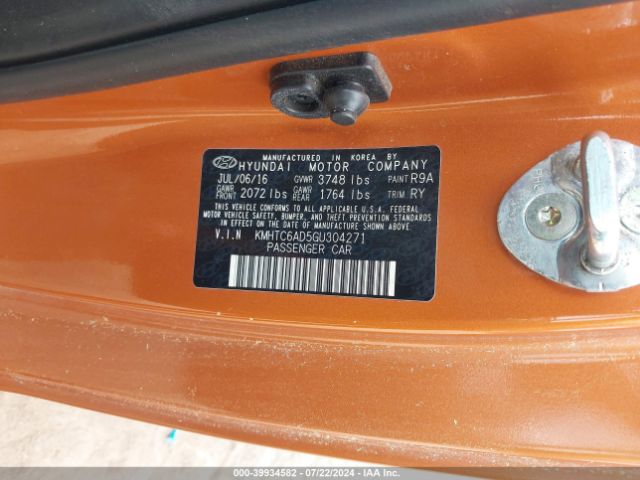 MANUFACTURED IN KOREA BY
HYUNDAI MOTOR COMPANY
JUL/06/16 GVWR 3748 lbs PAINT R9A
GAWR FRONT 2072 lbs GAWR REAR 1764 lbs TRIM RY
THIS VEHICLE CONFORMS TO ALL APPLICABLE U.S.A. FEDERAL
MOTOR VEHICLE SAFETY, BUMPER, AND THEFT PREVENTION STANDARDS
IN EFFECT ON THE DATE OF MANUFACTURE SHOWN ABOVE.
V.I.N KMHTC6AD5GU304271
PASSENGER CAR
000-39934582 - 07/22/2024 - IAA Inc.